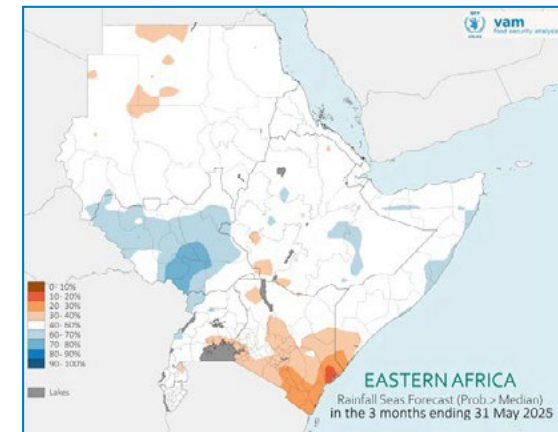 WFP
vam
food security analysis
0- 10%
10- 20%
20- 30%
30- 40%
40- 60%
60- 70%
70- 80%
80- 90%
90- 100%
Lakes
EASTERN AFRICA
Rainfall Seas Forecast (Prob.> Median)
in the 3 months ending 31 May 2025